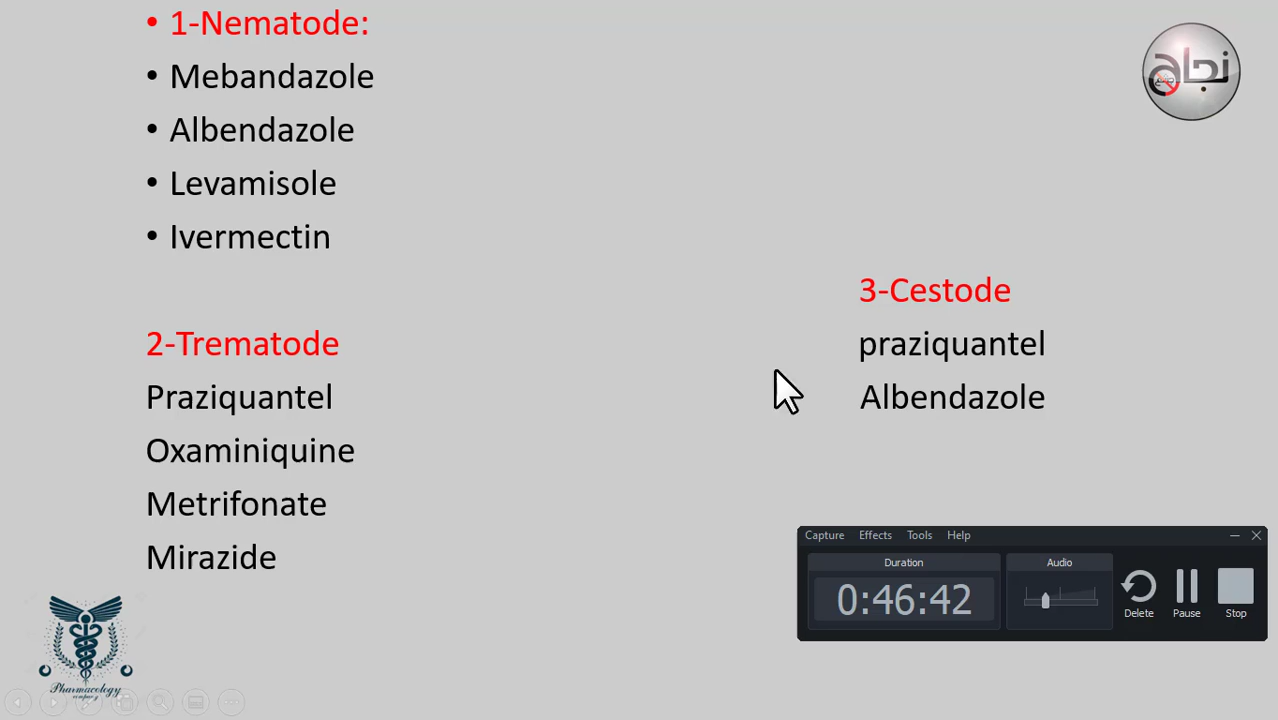 • 1-Nematode:
• Mebandazole
• Albendazole
• Levamisole
• Ivermectin
2-Trematode
Praziquantel
Oxaminiquine
Metrifonate
Mirazide
3-Cestode
praziquantel
Albendazole
Capture Effects Tools Help
Duration
0:46:42
Audio
Delete
Pause
Stop
Pharmacology